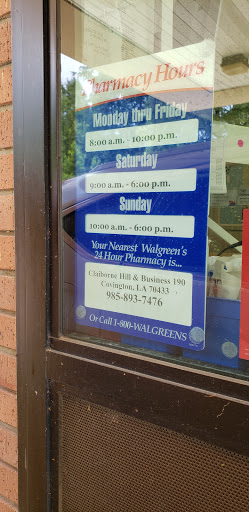 Pharmacy Hours
Monday thru Friday
8:00 a.m. - 10:00 p.m.
Saturday
9:00 a.m. - 6:00 p.m.
Sunday
10:00 a.m. - 6:00 p.m.
Your Nearest Walgreen's
24 Hour Pharmacy is...
Claiborne Hill & Business 190
Covington, LA 70433
985-893-7476
Or Call 1-800-WALGREENS